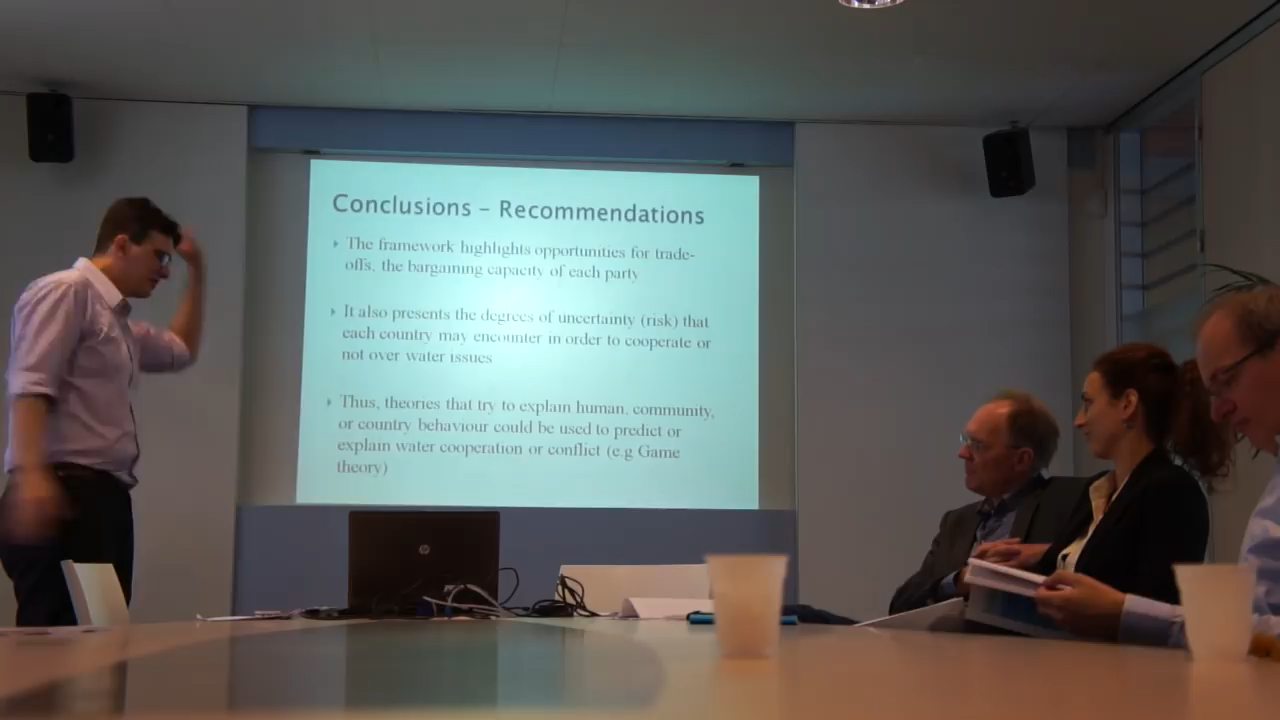 Conclusions – Recommendations
The framework highlights opportunities for trade-
offs, the bargaining capacity of each party
It also presents the degrees of uncertainty (risk) that
each country may encounter in order to cooperate or
not over water issues
Thus, theories that try to explain human, community,
or country behaviour could be used to predict or
explain water cooperation or conflict (e.g Game
theory)
hp